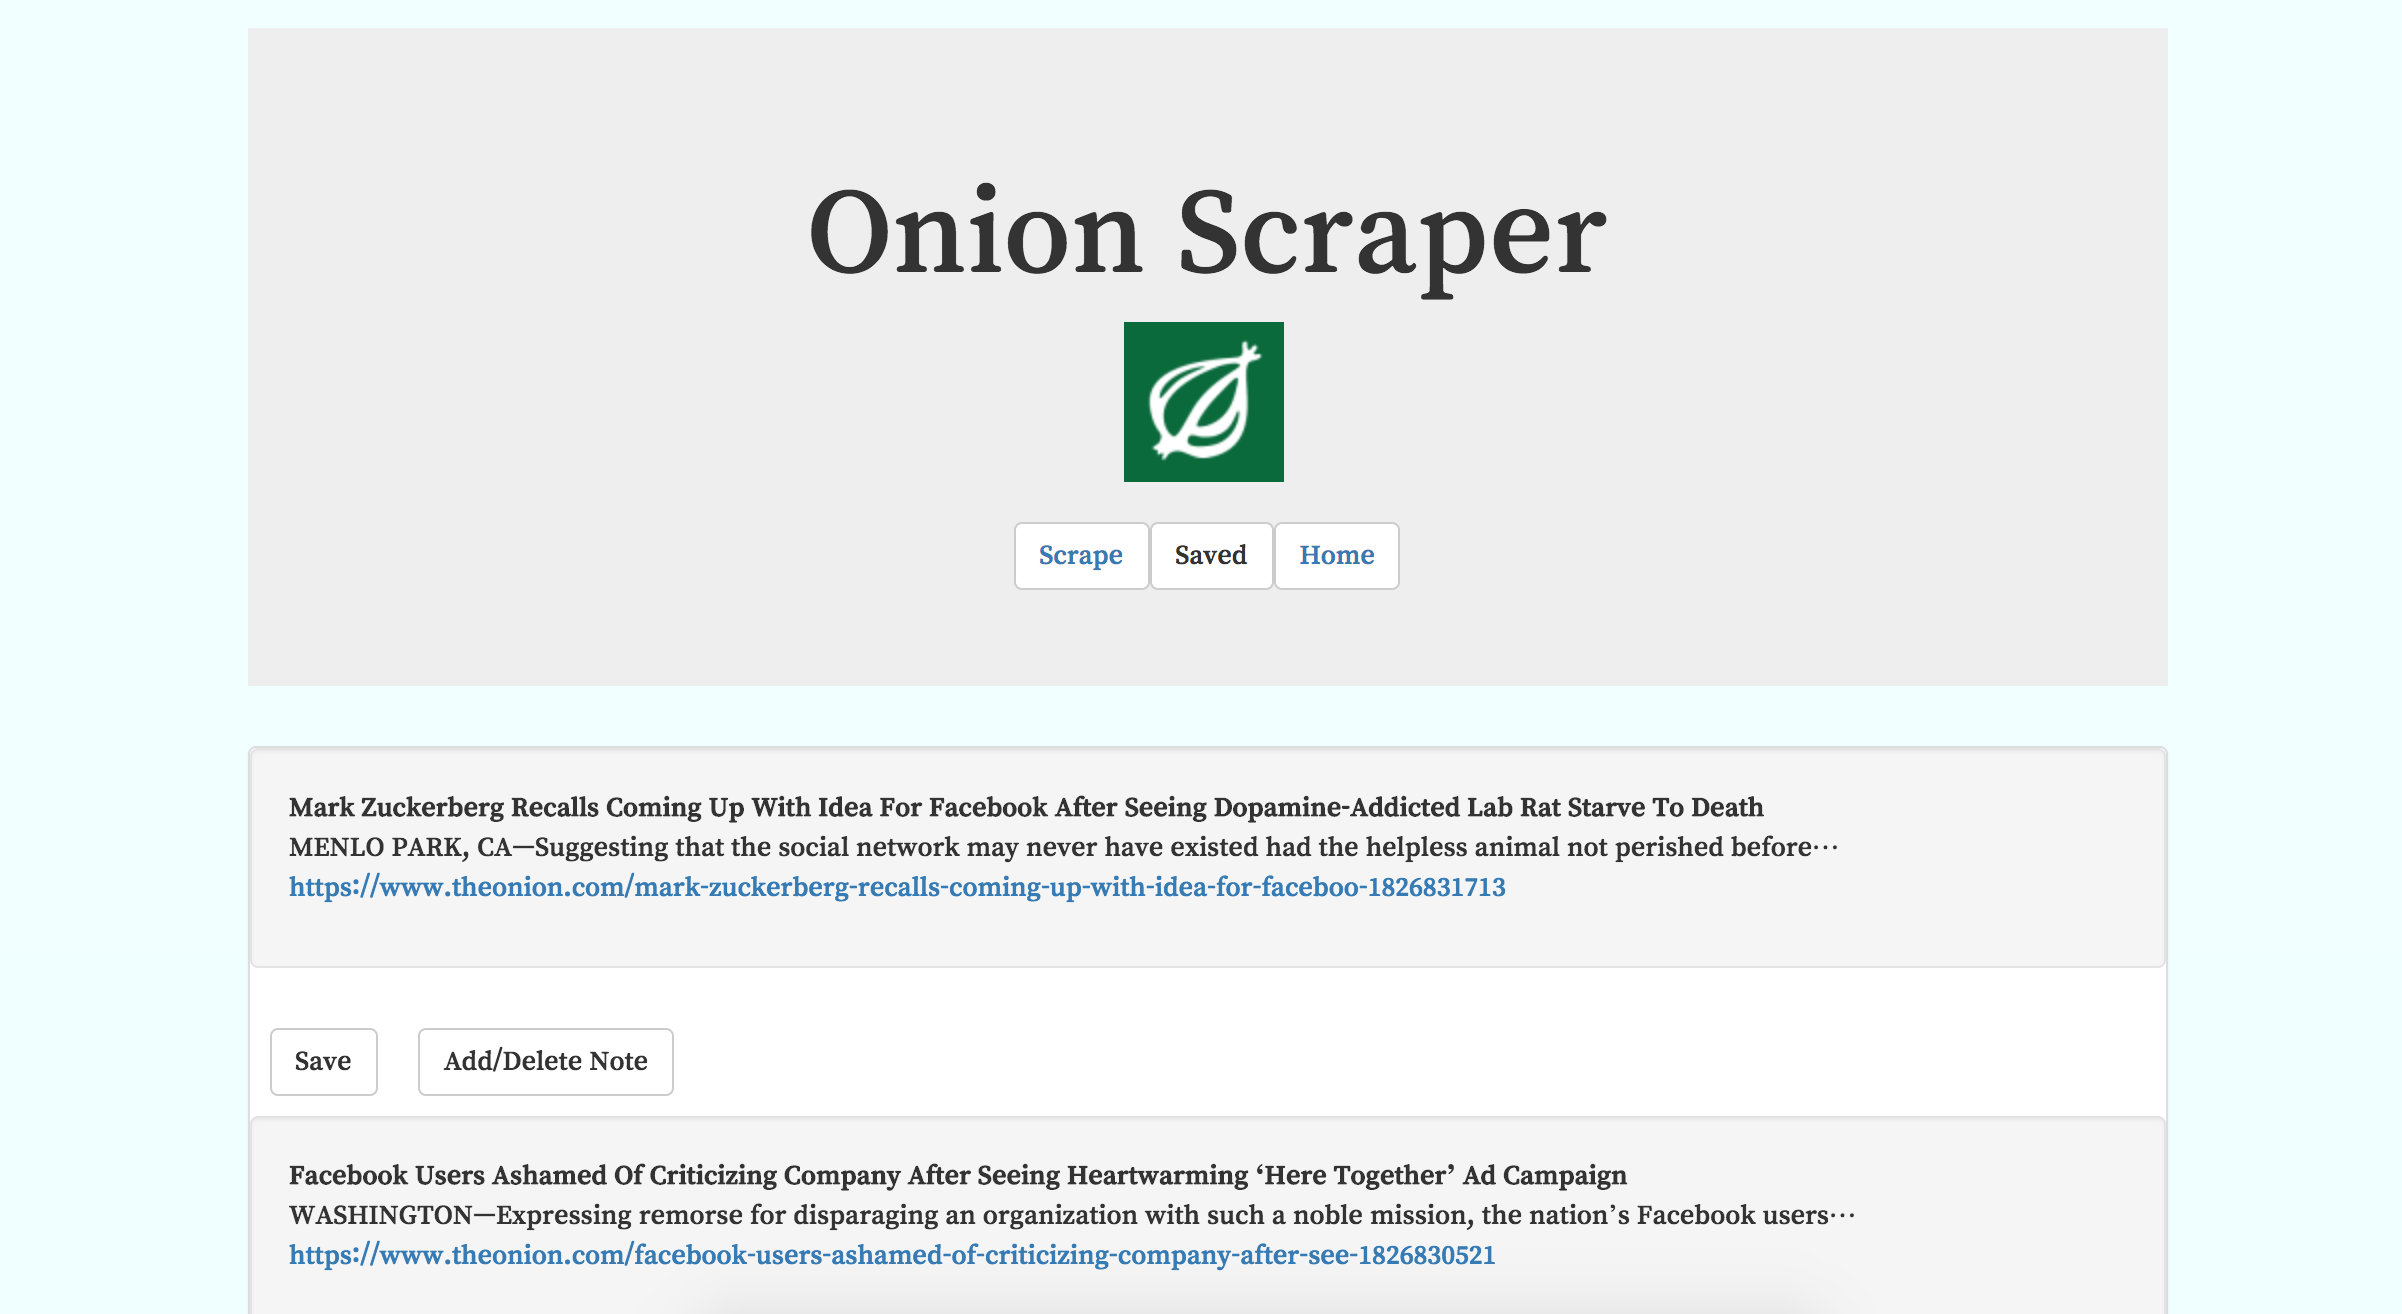 Onion Scraper
Scrape Saved Home
Mark Zuckerberg Recalls Coming Up With Idea For Facebook After Seeing Dopamine-Addicted Lab Rat Starve To Death
MENLO PARK, CA—Suggesting that the social network may never have existed had the helpless animal not perished before…
https://www.theonion.com/mark-zuckerberg-recalls-coming-up-with-idea-for-faceboo-1826831713
Save Add/Delete Note
Facebook Users Ashamed Of Criticizing Company After Seeing Heartwarming ‘Here Together’ Ad Campaign
WASHINGTON—Expressing remorse for disparaging an organization with such a noble mission, the nation’s Facebook users…
https://www.theonion.com/facebook-users-ashamed-of-criticizing-company-after-see-1826830521